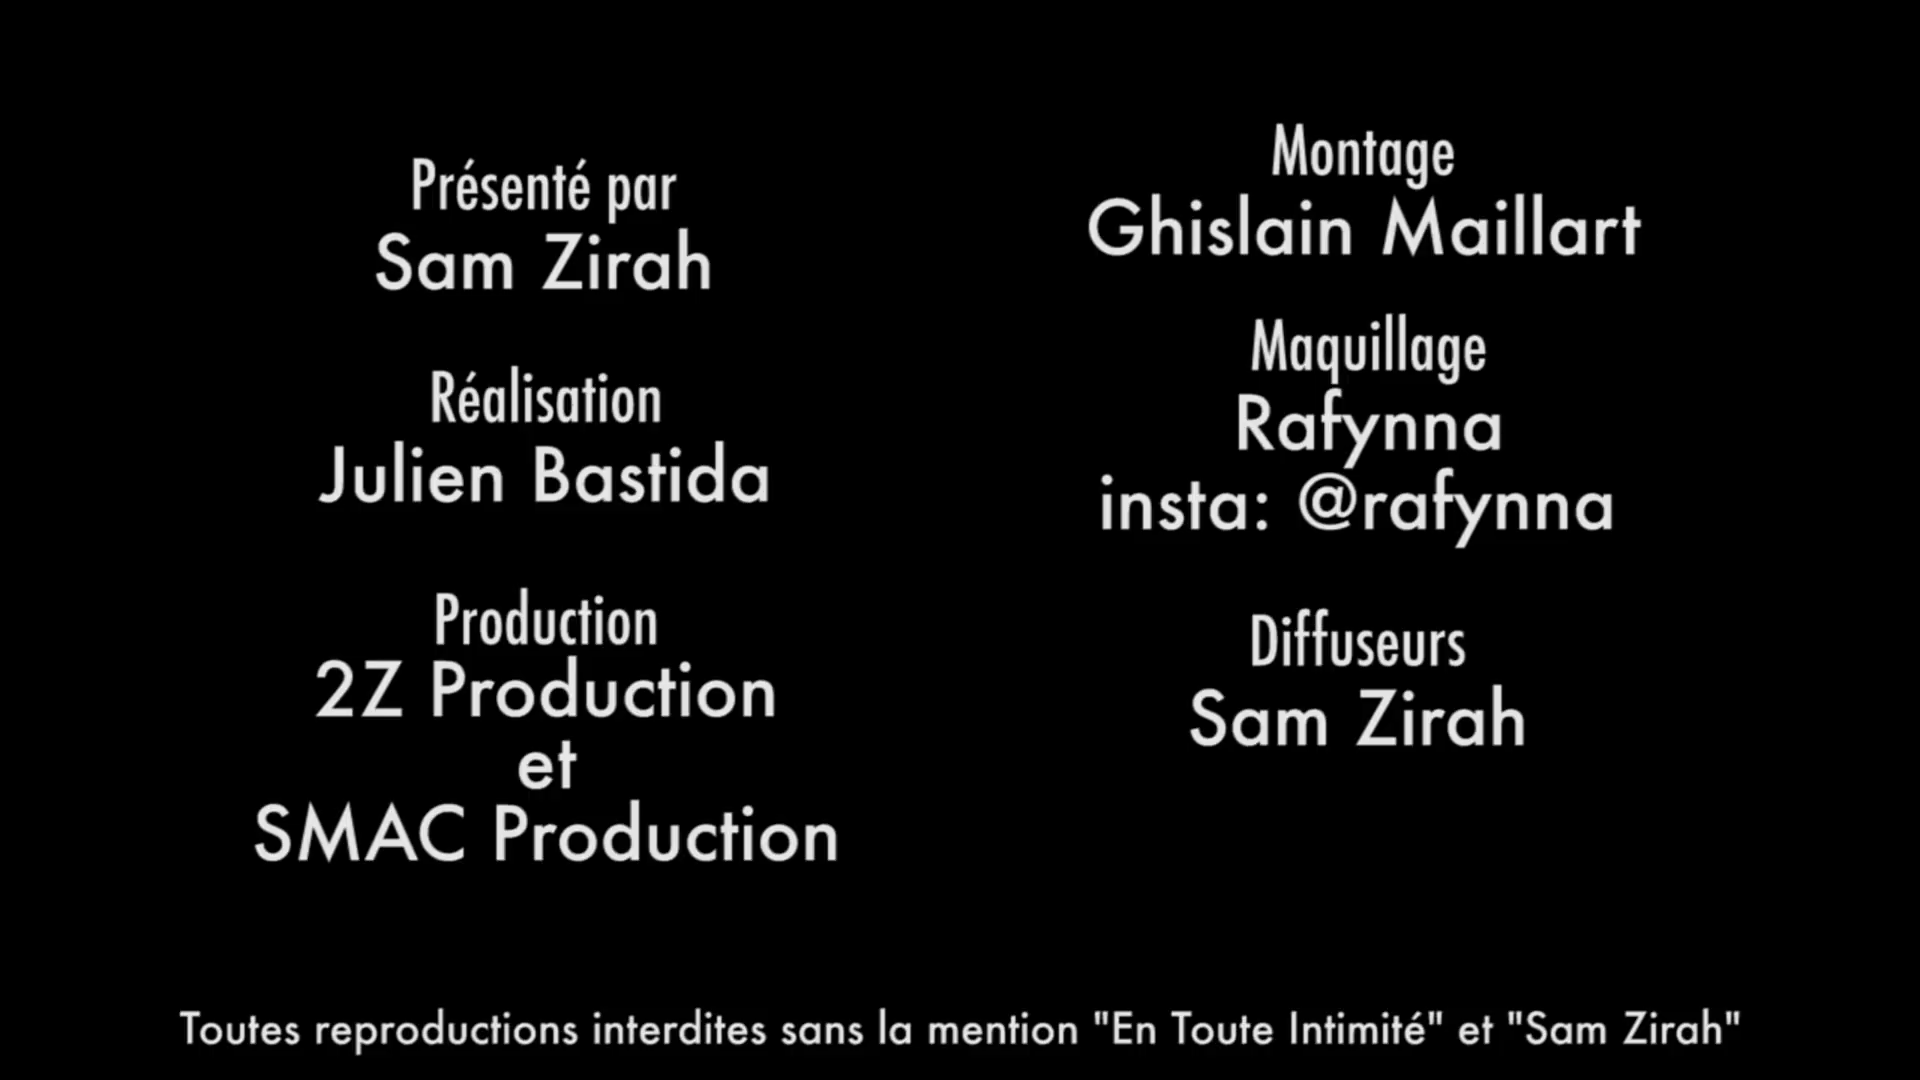 Présenté par
Sam Zirah
Réalisation
Julien Bastida
Production
2Z Production
et
SMAC Production
Montage
Ghislain Maillart
Maquillage
Rafynna
insta: @rafynna
Diffuseurs
Sam Zirah
Toutes reproductions interdites sans la mention "En Toute Intimité" et "Sam Zirah"